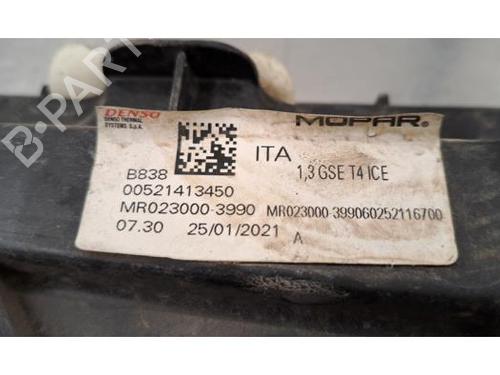 DENSO
DENSO THERMAL
SYSTEMS S.p.A.
MOPAR
ITA
1,3 GSE T4 ICE
B838
00521413450
MR023000-3990
MR023000-399060252116700
07.30 25/01/2021
A
B-PARTS